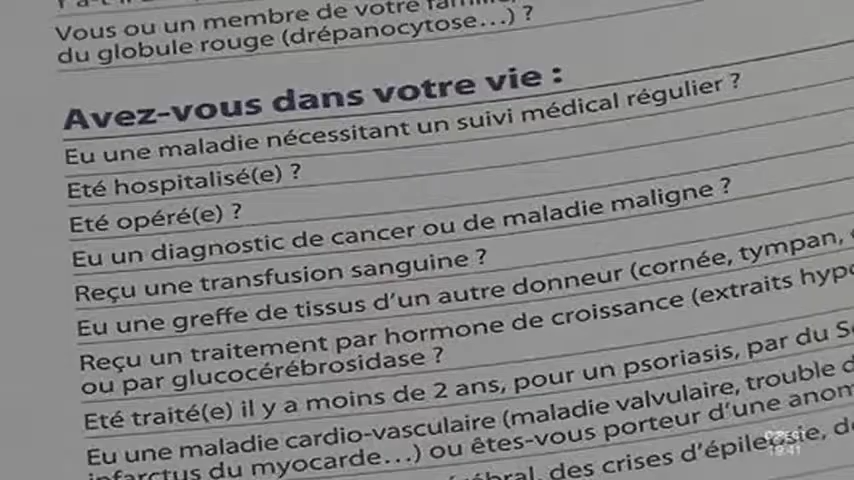 Vous ou un membre de votre
du globule rouge (drépanocytose...) ?
Avez-vous dans votre vie :
Eu une maladie nécessitant un suivi médical régulier ?
Eté hospitalisé(e) ?
Eté opéré(e) ?
Eu un diagnostic de cancer ou de maladie maligne ?
Reçu une transfusion sanguine ?
Eu une greffe de tissus d'un autre donneur (cornée, tympan,
Reçu un traitement par hormone de croissance (extraits
ou par glucocérébrosidase ?
Eté traité(e) il y a moins de 2 ans, pour un psoriasis, par du
Eu une maladie cardio-vasculaire (maladie valvulaire, trouble
infarctus du myocarde...) ou êtes-vous porteur d'une
des crises d'épilepsie,
19:41